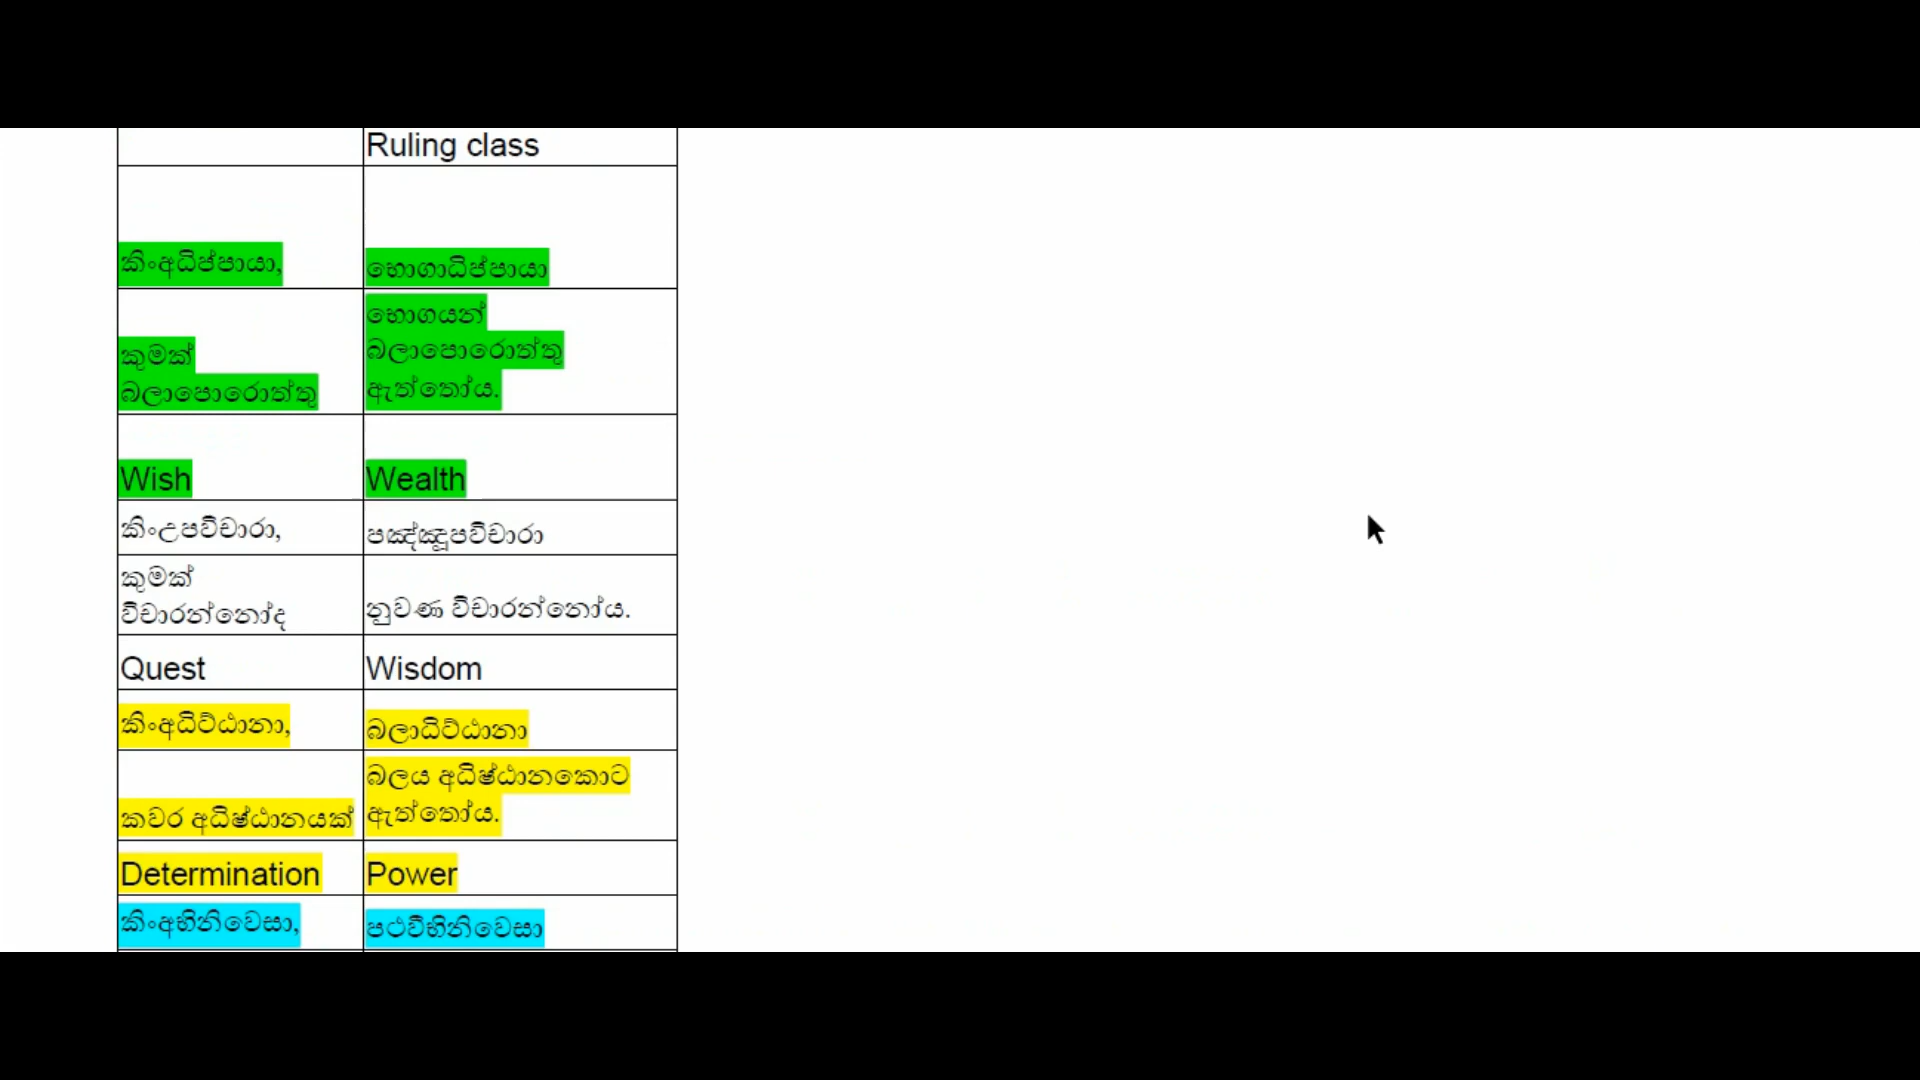 Ruling class
කිංඅධිප්පායා,
භොගාධිප්පායා
කුමක්
බලාපොරොත්තු
භොගයන්
බලාපොරොත්තු
ඇත්තෝය.
Wish
Wealth
කිංඋපවිචාරා,
පඤ්ඤූපවිචාරා
කුමක්
විචාරන්නෝද
නුවණ විචාරන්නෝය.
Quest
Wisdom
කිංඅධිට්ඨානා,
බලාධිට්ඨානා
කවර අධිෂ්ඨානයක්
බලය අධිෂ්ඨානකොට
ඇත්තෝය.
Determination
Power
කිංඅභිනිවෙසා,
පථවීභිනිවෙසා